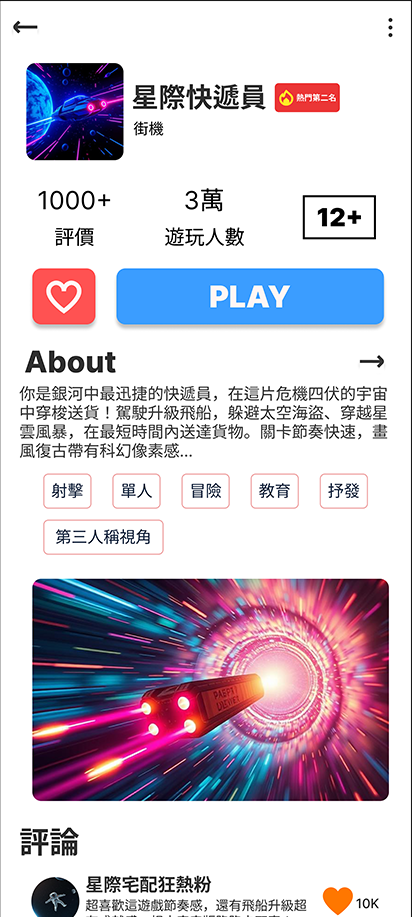 星際快遞員
熱門第二名
街機
1000+
3萬
12+
評價
遊玩人數
PLAY
About
你是銀河中最迅捷的快遞員，在這片危機四伏的宇宙
中穿梭送貨！駕駛升級飛船，躲避太空海盜、穿越星
雲風暴，在最短時間內送達貨物。關卡節奏快速，畫
風復古帶有科幻像素感...
射擊
單人
冒險
教育
抒發
第三人稱視角
評論
星際宅配狂熱粉
超喜歡這遊戲節奏感，還有飛船升級超
10K